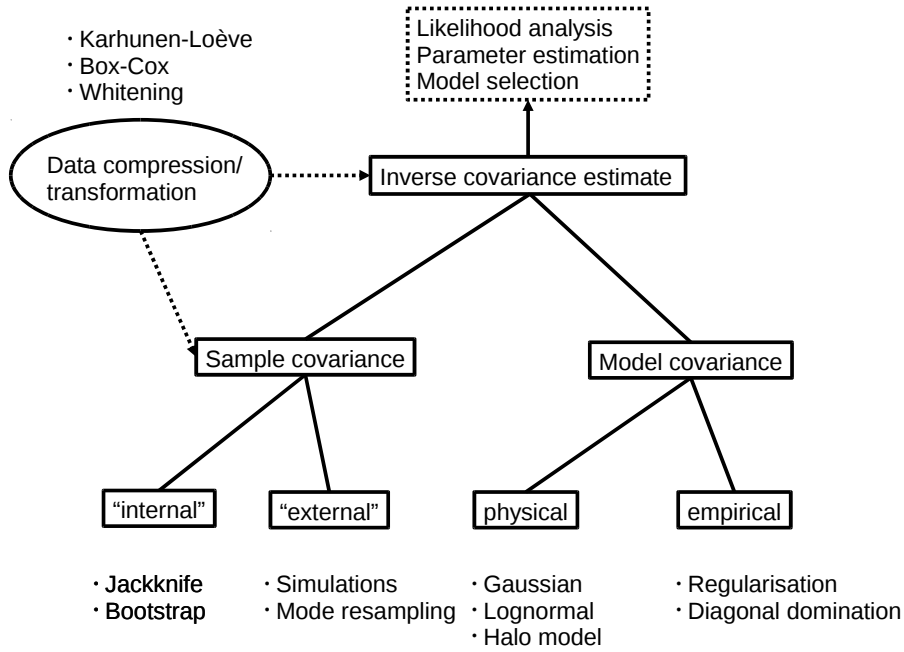 · Karhunen-Loève
· Box-Cox
· Whitening
Likelihood analysis
Parameter estimation
Model selection
Data compression/
transformation
Inverse covariance estimate
Sample covariance
Model covariance
“internal”
“external”
physical
empirical
· Jackknife
· Bootstrap
· Simulations
· Mode resampling
· Gaussian
· Lognormal
· Halo model
· Regularisation
· Diagonal domination